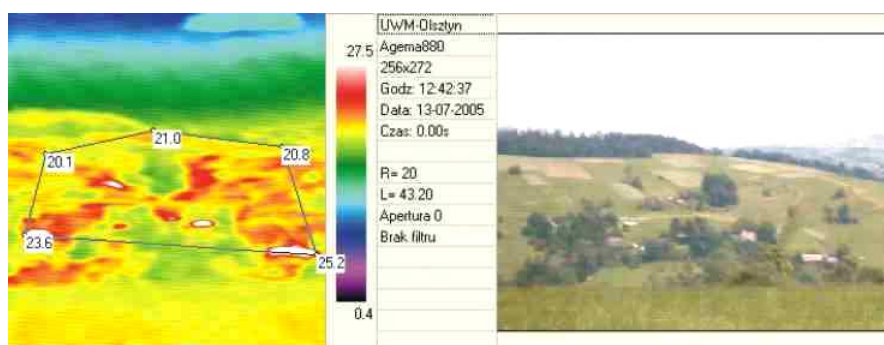 21.0
20.1
20.8
23.6
25.2
27.5
0.4
UWM-Olsztyn
Agema880
256x272
Godz: 12:42:37
Data: 13-07-2005
Czas: 0.00s
R= 20
L= 43.20
Apertura 0
Brak filtru